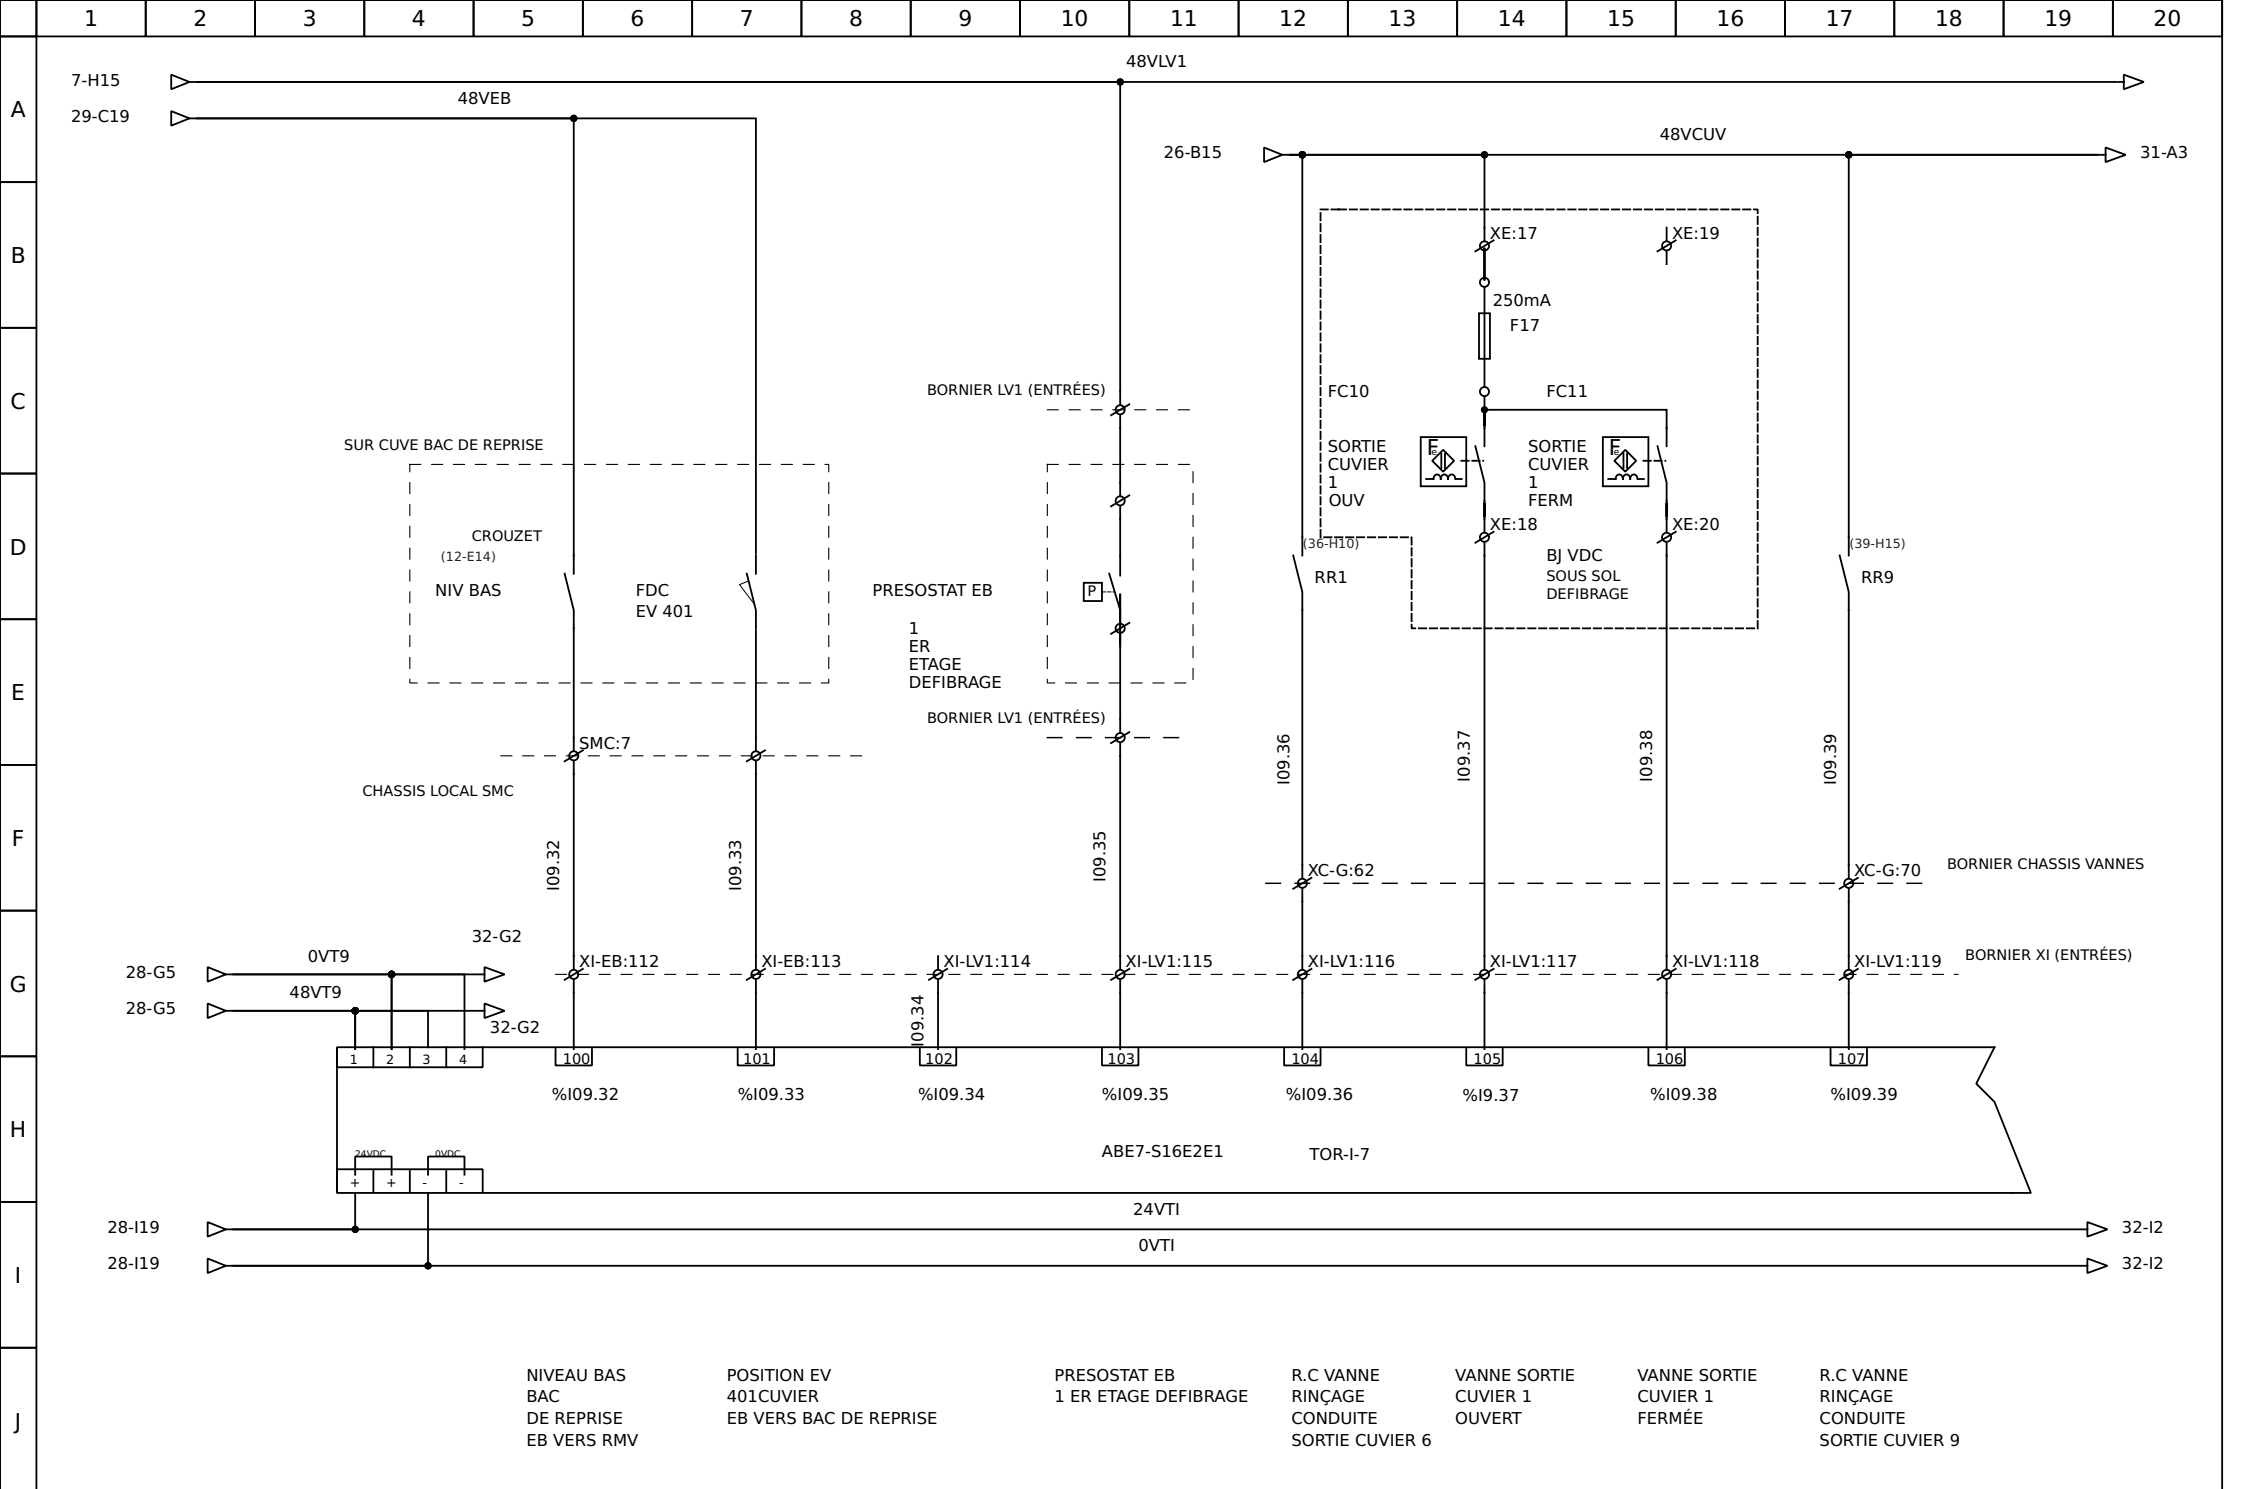 1 2 3 4 5 6 7 8 9 10 11 12 13 14 15 16 17 18 19 20
A
B
C
D
E
F
G
H
I
J
48VLV1
7-H15
48VEB
29-C19
48VCUV
26-B15
31-A3
XE:17
XE:19
250mA
F17
BORNIER LV1 (ENTRÉES)
FC10
FC11
SUR CUVE BAC DE REPRISE
SORTIE
CUVIER
1
OUV
Fe
SORTIE
CUVIER
1
FERM
Fe
XE:18
XE:20
CROUZET
(12-E14)
NIV BAS
FDC
EV 401
PRESOSTAT EB
P
1
ER
ETAGE
DEFIBRAGE
(36-H10)
RR1
BJ VDC
SOUS SOL
DEFIBRAGE
(39-H15)
RR9
BORNIER LV1 (ENTRÉES)
SMC:7
CHASSIS LOCAL SMC
I09.36
I09.37
I09.38
I09.39
I09.32
I09.33
I09.35
XC-G:62
XC-G:70
BORNIER CHASSIS VANNES
32-G2
0VT9
28-G5
48VT9
28-G5
32-G2
XI-EB:112
XI-EB:113
XI-LV1:114
XI-LV1:115
XI-LV1:116
XI-LV1:117
XI-LV1:118
XI-LV1:119
BORNIER XI (ENTRÉES)
I09.34
1 2 3 4
100 101 102 103 104 105 106 107
%I09.32
%I09.33
%I09.34
%I09.35
%I09.36
%I9.37
%I09.38
%I09.39
ABE7-S16E2E1
TOR-I-7
24VDC
0VDC
+ + - -
24VTI
28-I19
32-I2
0VTI
28-I19
32-I2
NIVEAU BAS
BAC
DE REPRISE
EB VERS RMV
POSITION EV
401CUVIER
EB VERS BAC DE REPRISE
PRESOSTAT EB
1 ER ETAGE DEFIBRAGE
R.C VANNE
RINÇAGE
CONDUITE
SORTIE CUVIER 6
VANNE SORTIE
CUVIER 1
OUVERT
VANNE SORTIE
CUVIER 1
FERMÉE
R.C VANNE
RINÇAGE
CONDUITE
SORTIE CUVIER 9